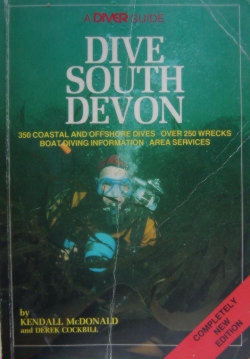 A DIVER GUIDE
DIVE
SOUTH
DEVON
350 COASTAL AND OFFSHORE DIVES OVER 250 WRECKS
BOAT DIVING INFORMATION AREA SERVICES
by
KENDALL McDONALD
and DEREK COCKBILL
COMPLETELY
NEW
EDITION